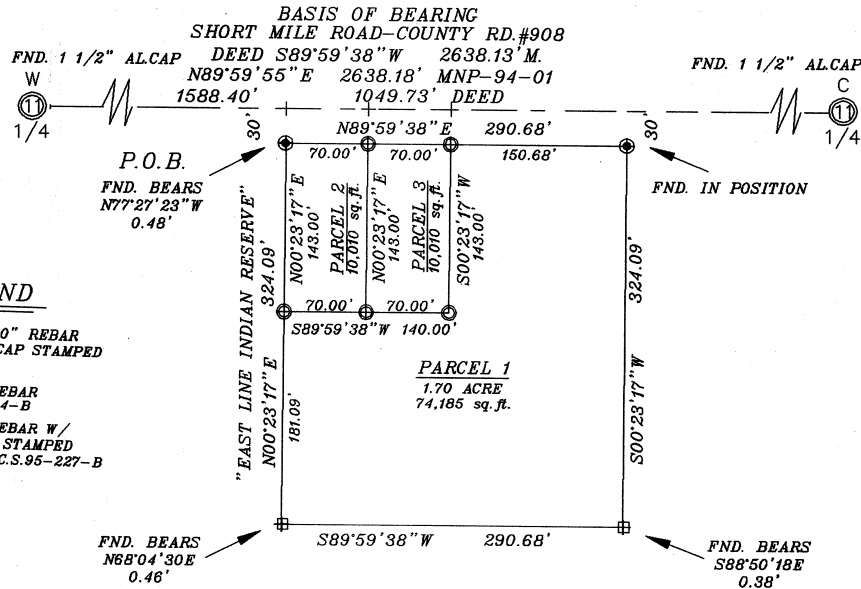 BASIS OF BEARING
SHORT MILE ROAD-COUNTY RD.#908
DEED S89°59'38"W 2638.13'M.
N89°59'55"E 2638.18' MNP-94-01
1588.40' 1049.73' DEED
FND. 1 1/2" AL.CAP
W
11
1/4
FND. 1 1/2" AL.CAP
C
11
1/4
30'
N89°59'38"E 290.68'
30'
70.00' 70.00' 150.68'
P.O.B.
FND. BEARS
N77°27'23"W
0.48'
FND. IN POSITION
"EAST LINE INDIAN RESERVE"
N00°23'17"E 324.09'
N00°23'17"E
143.00'
PARCEL 2
10,010 sq.ft.
N00°23'17"E
143.00'
PARCEL 3
10,010 sq.ft.
S00°23'17"W
143.00'
324.09'
S00°23'17"W
70.00' 70.00'
S89°59'38"W 140.00'
181.09'
PARCEL 1
1.70 ACRE
74,185 sq.ft.
ND
0" REBAR
CAP STAMPED
EBAR
4-B
EBAR W/
STAMPED
C.S.95-227-B
S89°59'38"W 290.68'
FND. BEARS
N68°04'30E
0.46'
FND. BEARS
S88°50'18E
0.38'